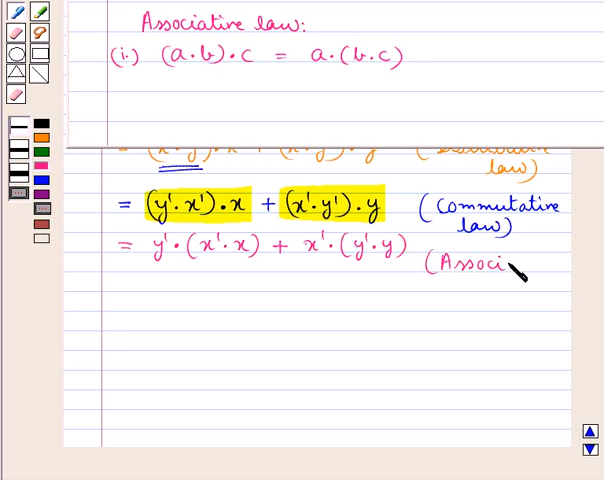 Associative law:
(i.) (a·b)·c = a·(b·c)
law)
= (y'·x')·x + (x'·y')·y (Commutative
law)
= y'·(x'·x) + x'·(y'·y)
(Associ